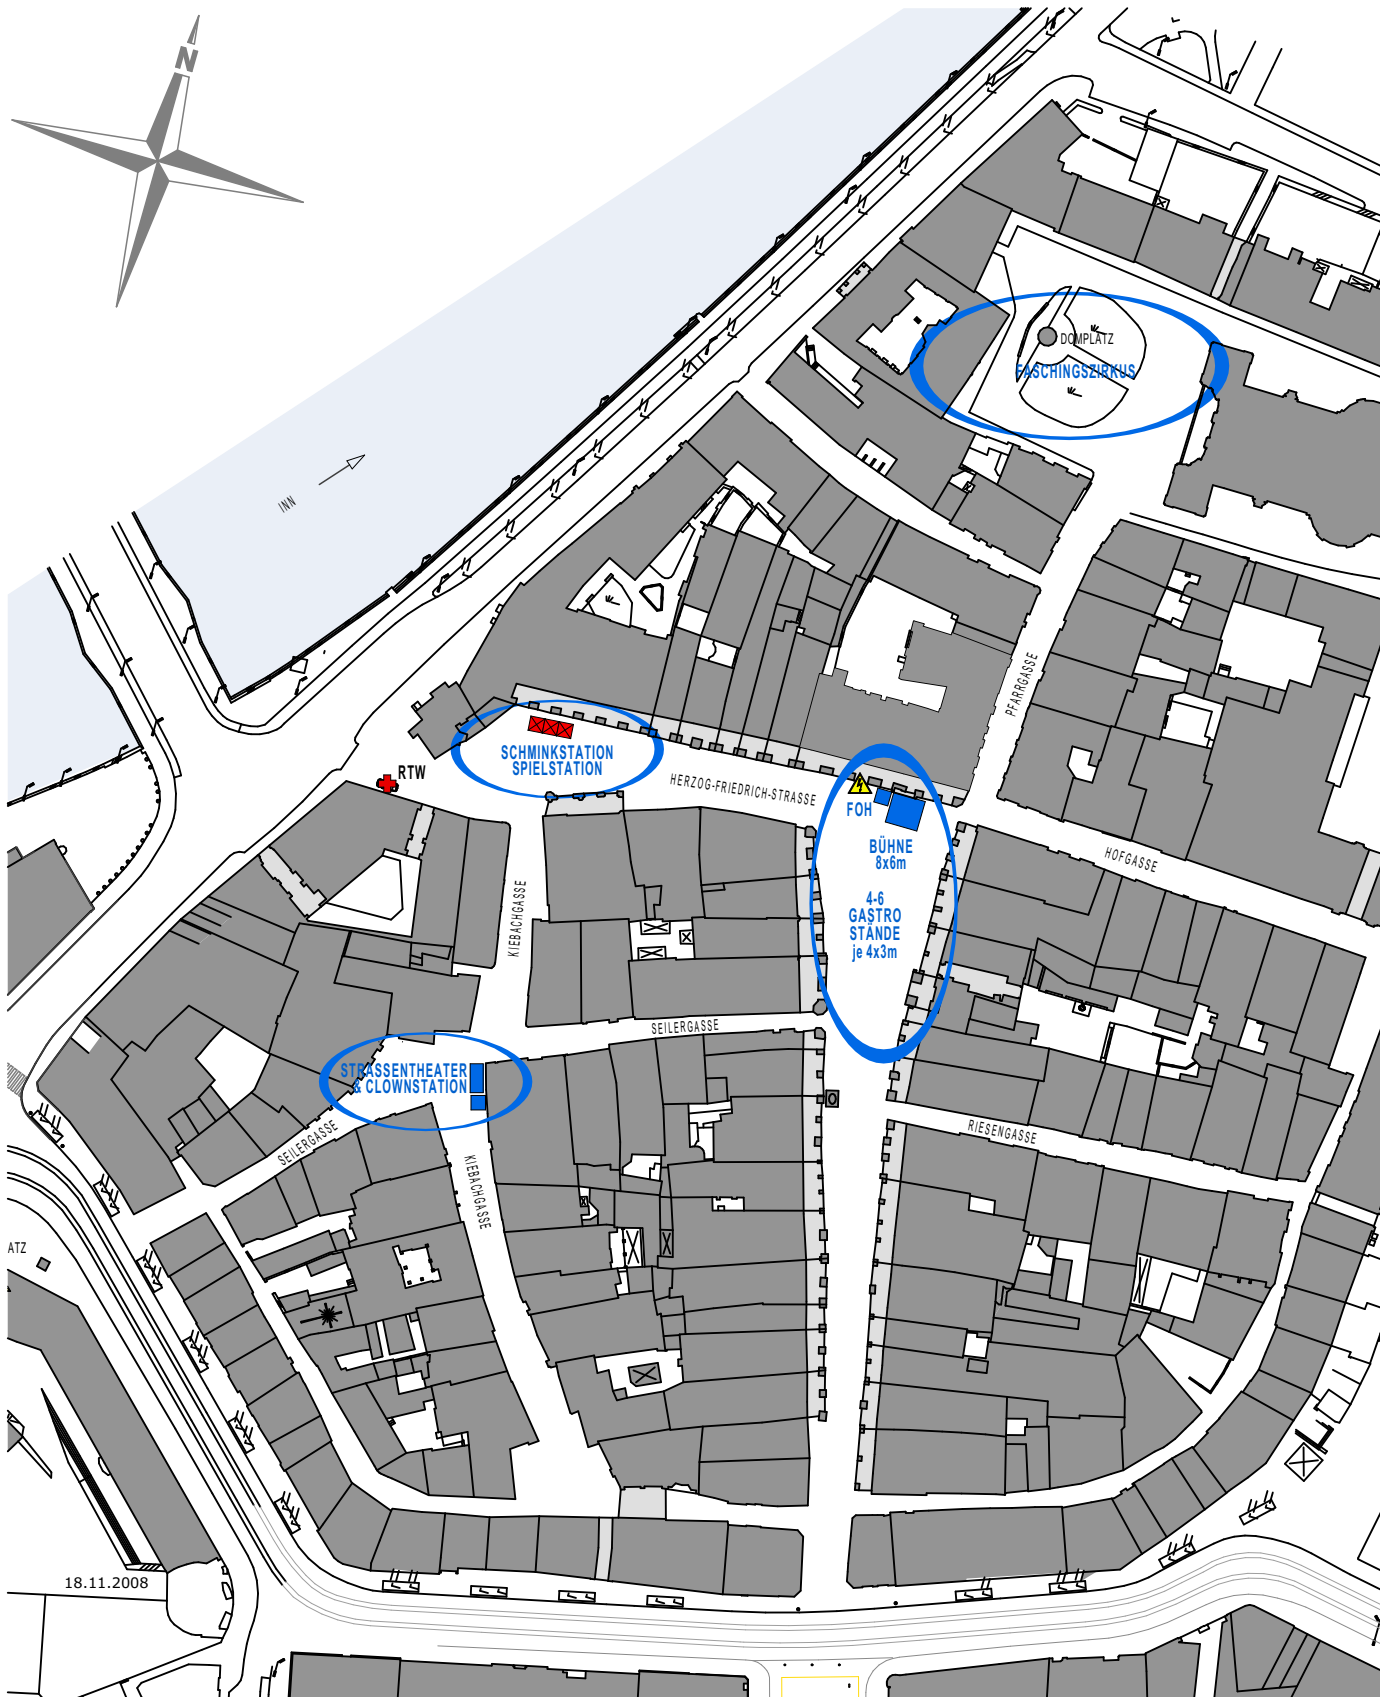 N
DOMPLATZ
FASCHINGSZIRKUS
INN
PFARRGASSE
SCHMINKSTATION
SPIELSTATION
RTW
HERZOG-FRIEDRICH-STRASSE
FOH
BÜHNE
8x6m
HOFGASSE
4-6
GASTRO
STÄNDE
je 4x3m
KIEBACHGASSE
SEILERGASSE
STRASSENTHEATER
& CLOWNSTATION
RIESENGASSE
SEILERGASSE
KIEBACHGASSE
ATZ
18.11.2008